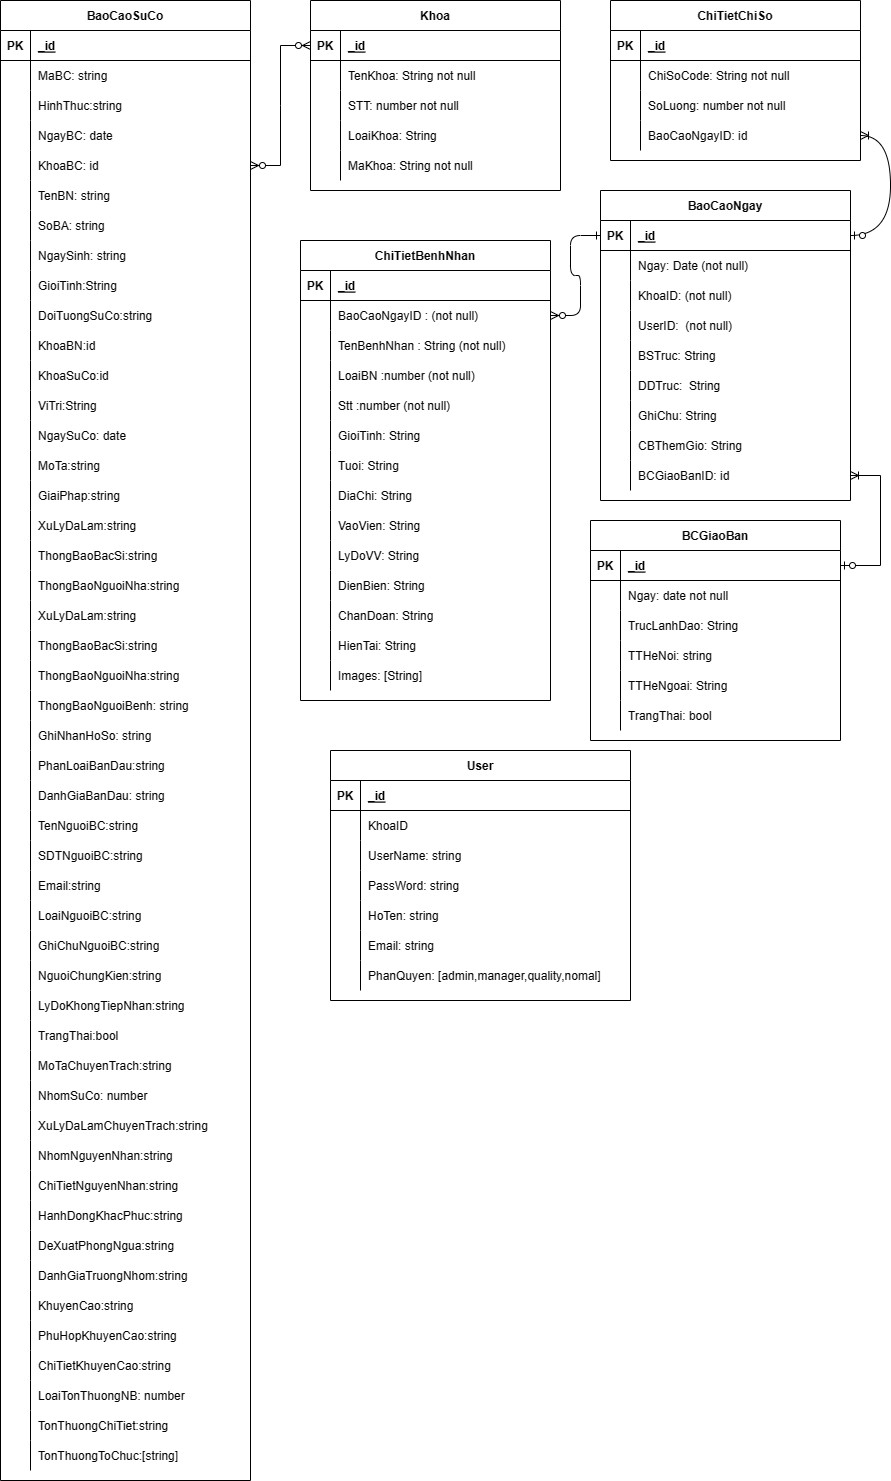 BaoCaoSuCo
PK _id
MaBC: string
HinhThuc:string
NgayBC: date
KhoaBC: id
TenBN: string
SoBA: string
NgaySinh: string
GioiTinh:String
DoiTuongSuCo:string
KhoaBN:id
KhoaSuCo:id
ViTri:String
NgaySuCo: date
MoTa:string
GiaiPhap:string
XuLyDaLam:string
ThongBaoBacSi:string
ThongBaoNguoiNha:string
XuLyDaLam:string
ThongBaoBacSi:string
ThongBaoNguoiNha:string
ThongBaoNguoiBenh: string
GhiNhanHoSo: string
PhanLoaiBanDau:string
DanhGiaBanDau: string
TenNguoiBC:string
SDTNguoiBC:string
Email:string
LoaiNguoiBC:string
GhiChuNguoiBC:string
NguoiChungKien:string
LyDoKhongTiepNhan:string
TrangThai:bool
MoTaChuyenTrach:string
NhomSuCo: number
XuLyDaLamChuyenTrach:string
NhomNguyenNhan:string
ChiTietNguyenNhan:string
HanhDongKhacPhuc:string
DeXuatPhongNgua:string
DanhGiaTruongNhom:string
KhuyenCao:string
PhuHopKhuyenCao:string
ChiTietKhuyenCao:string
LoaiTonThuongNB: number
TonThuongChiTiet:string
TonThuongToChuc:[string]
Khoa
PK _id
TenKhoa: String not null
STT: number not null
LoaiKhoa: String
MaKhoa: String not null
ChiTietChiSo
PK _id
ChiSoCode: String not null
SoLuong: number not null
BaoCaoNgayID: id
ChiTietBenhNhan
PK _id
BaoCaoNgayID : (not null)
TenBenhNhan : String (not null)
LoaiBN :number (not null)
Stt :number (not null)
GioiTinh: String
Tuoi: String
DiaChi: String
VaoVien: String
LyDoVV: String
DienBien: String
ChanDoan: String
HienTai: String
Images: [String]
BaoCaoNgay
PK _id
Ngay: Date (not null)
KhoaID: (not null)
UserID:  (not null)
BSTruc: String
DDTruc:  String
GhiChu: String
CBThemGio: String
BCGiaoBanID: id
BCGiaoBan
PK _id
Ngay: date not null
TrucLanhDao: String
TTHeNoi: string
TTHeNgoai: String
TrangThai: bool
User
PK _id
KhoaID
UserName: string
PassWord: string
HoTen: string
Email: string
PhanQuyen: [admin,manager,quality,nomal]